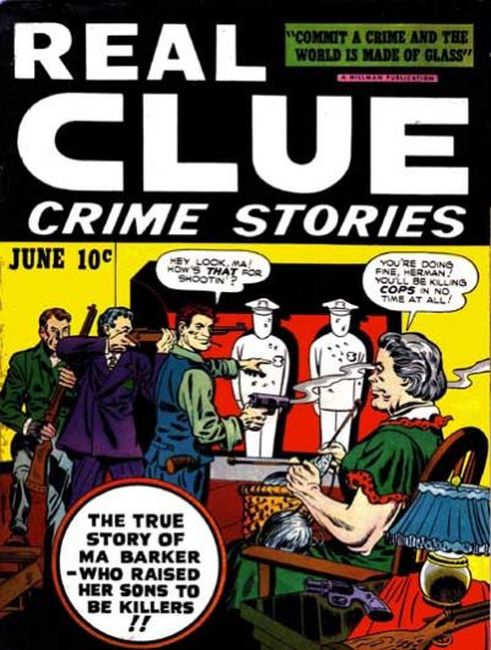 REAL
CLUE
CRIME STORIES
"COMMIT A CRIME AND THE
WORLD IS MADE OF GLASS"
A HILLMAN PUBLICATION
JUNE 10¢
HEY LOOK, MA!
HOW'S THAT FOR
SHOOTIN'?
YOU'RE DOING
FINE, HERMAN!
YOU'LL BE KILLING
COPS IN NO
TIME AT ALL!
THE TRUE
STORY OF
MA BARKER
-WHO RAISED
HER SONS TO
BE KILLERS
!!